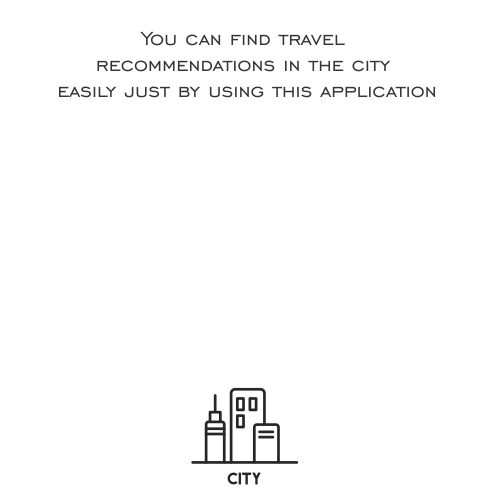 You can find travel
recommendations in the city
easily just by using this application
CITY